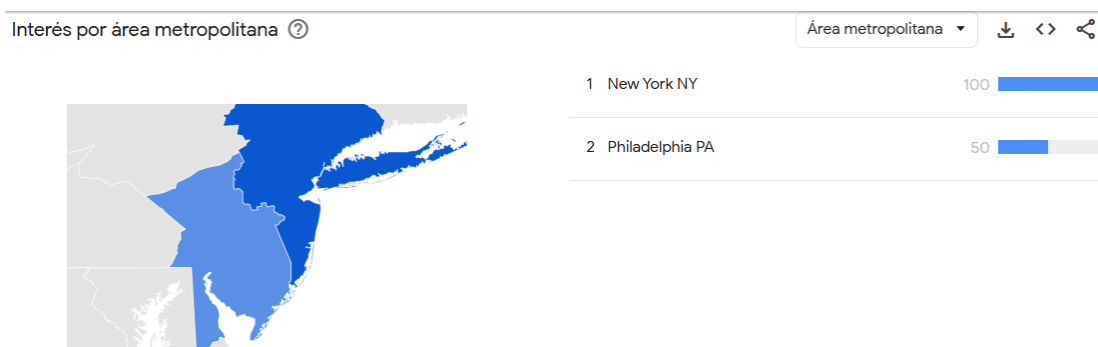 Interés por área metropolitana
Área metropolitana
1 New York NY 100
2 Philadelphia PA 50